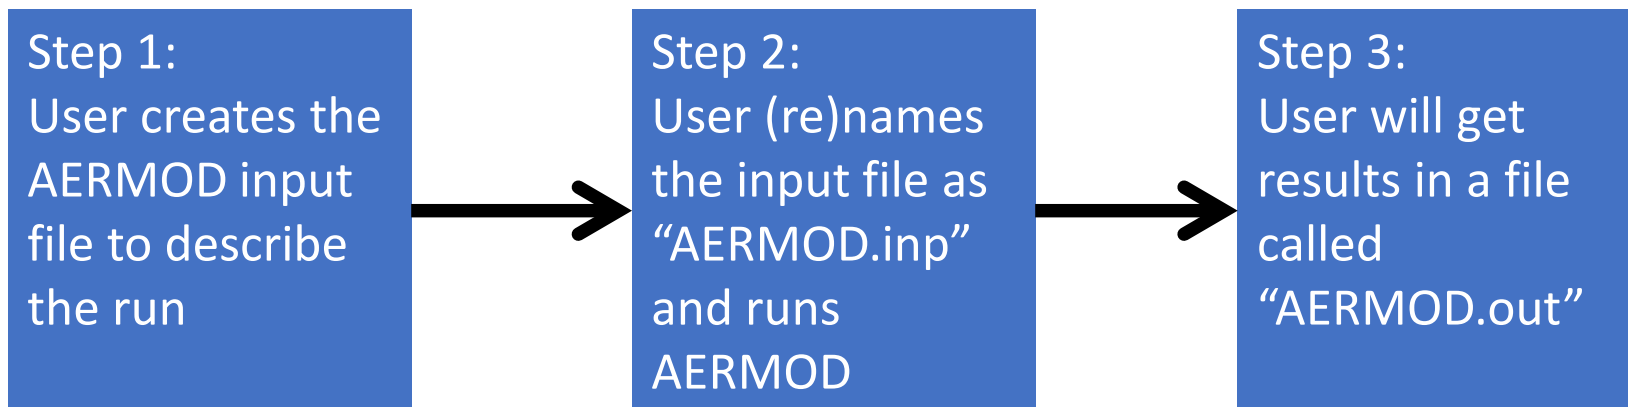 Step 1:
User creates the
AERMOD input
file to describe
the run
Step 2:
User (re)names
the input file as
“AERMOD.inp”
and runs
AERMOD
Step 3:
User will get
results in a file
called
“AERMOD.out”